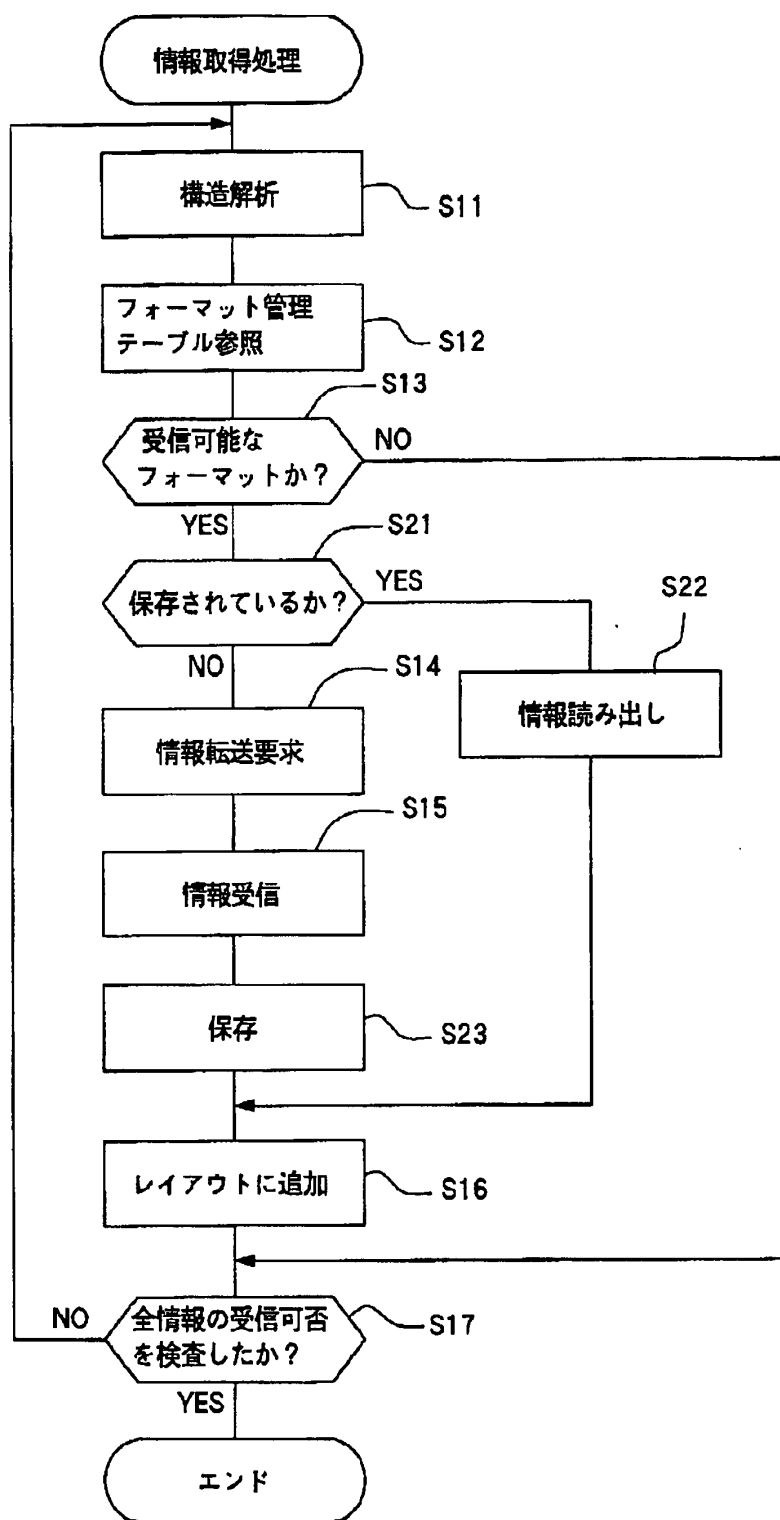 情報取得処理
構造解析
S11
フォーマット管理
テーブル参照
S12
S13
受信可能な
フォーマットか？
NO
YES
S21
保存されているか？
YES
NO
S22
情報読み出し
S14
情報転送要求
S15
情報受信
保存
S23
レイアウトに追加
S16
全情報の受信可否
を検査したか？
S17
NO
YES
エンド